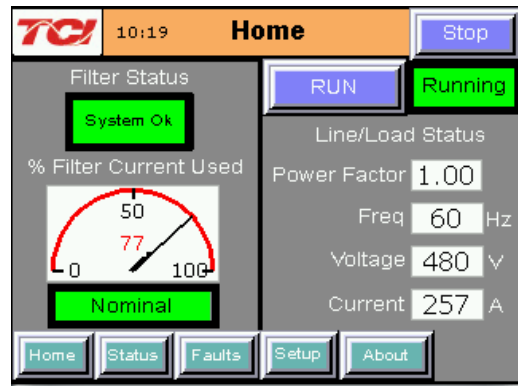 TCI 10:19 Home Stop
Filter Status
System Ok
% Filter Current Used
50
77
0 100
Nominal
RUN Running
Line/Load Status
Power Factor 1.00
Freq 60 Hz
Voltage 480 V
Current 257 A
Home Status Faults Setup About